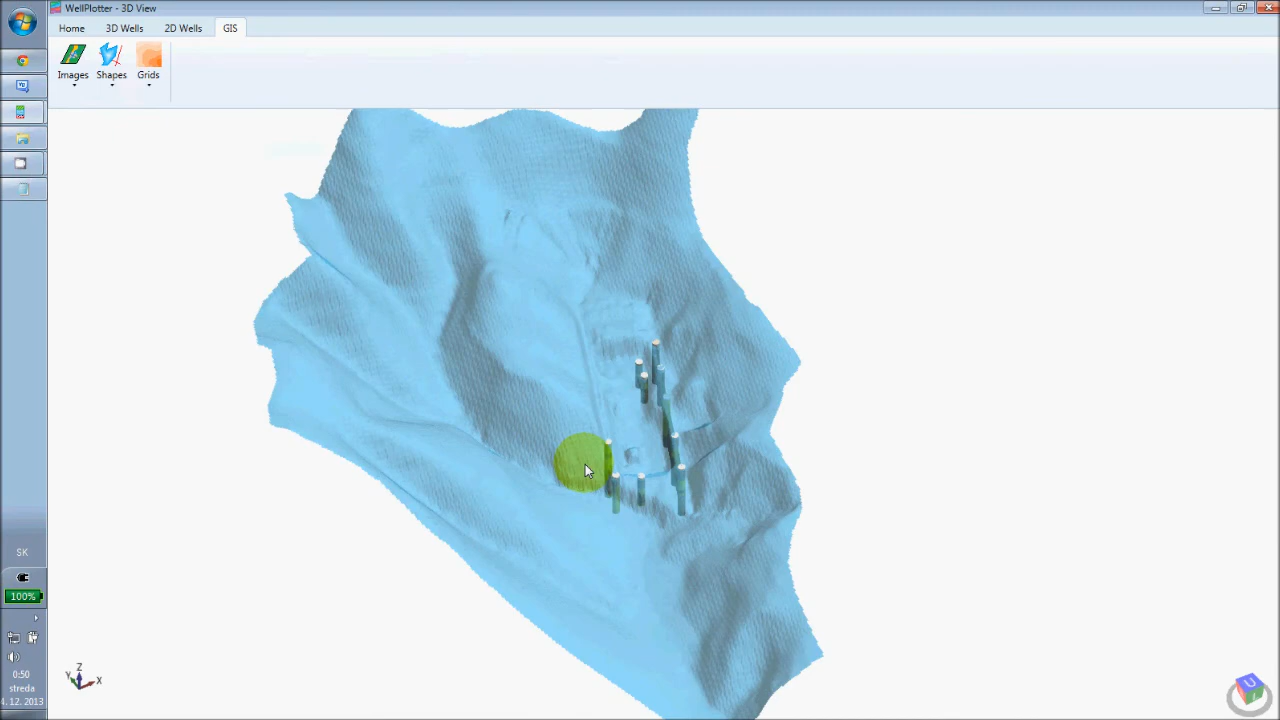 WellPlotter - 3D View
Home 3D Wells 2D Wells GIS
Images Shapes Grids
SK
100%
0:50
streda
4. 12. 2013
Z
Y
X
U